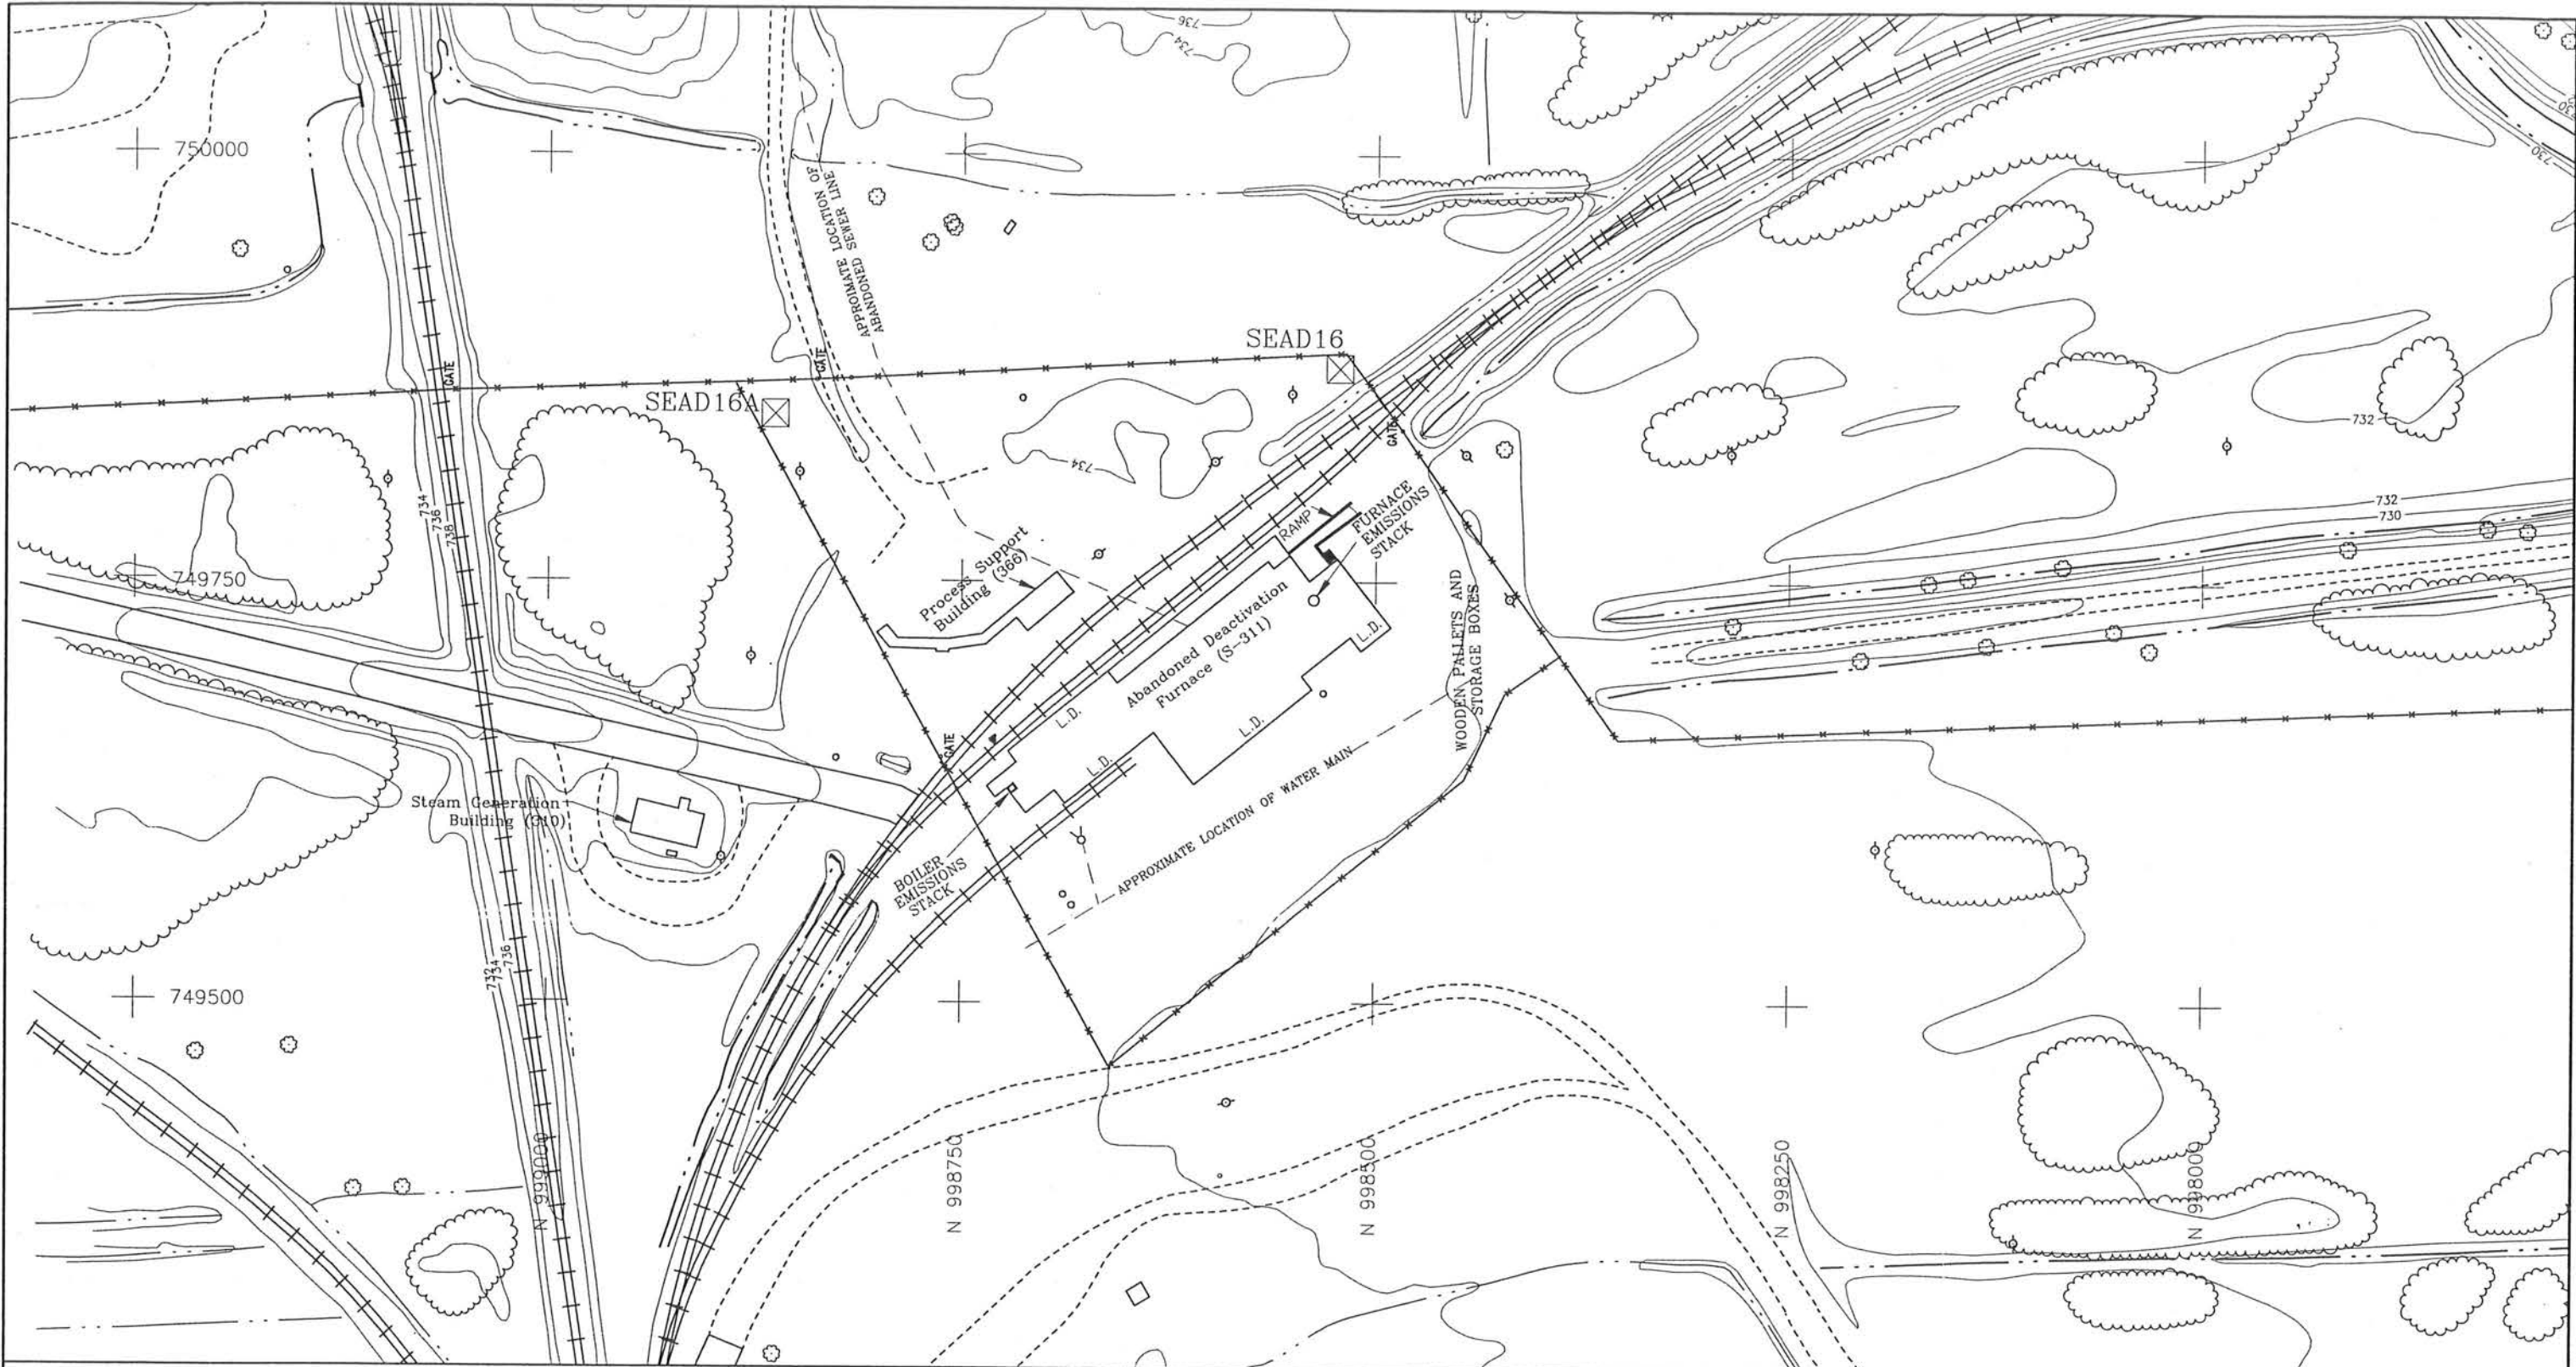 736
734
730
730
750000
APPROIMATE LOCATION OF
ABANDONED SEWER LINE
SEAD16
GATE
GATE
SEAD16A
GATE
732
734
734
736
738
732
730
FURNACE
EMISSIONS
STACK
RAMP
Process Support
Building (366)
749750
Abandoned Deactivation
Furnace (S-311)
L.D.
WOODEN PALLETS AND
STORAGE BOXES
L.D.
L.D.
GATE
L.D.
APPROXIMATE LOCATION OF WATER MAIN
Steam Generation
Building (310)
BOILER
EMISSIONS
STACK
732
734
736
749500
N 999000
N 998750
N 998500
N 998250
N 998000